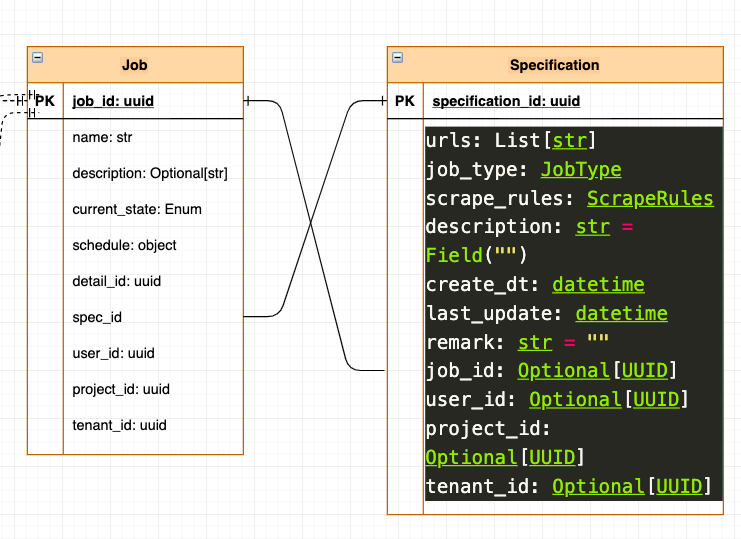 Job
PK job_id: uuid
name: str
description: Optional[str]
current_state: Enum
schedule: object
detail_id: uuid
spec_id
user_id: uuid
project_id: uuid
tenant_id: uuid
Specification
PK specification_id: uuid
urls: List[str]
job_type: JobType
scrape_rules: ScrapeRules
description: str =
Field("")
create_dt: datetime
last_update: datetime
remark: str = ""
job_id: Optional[UUID]
user_id: Optional[UUID]
project_id:
Optional[UUID]
tenant_id: Optional[UUID]